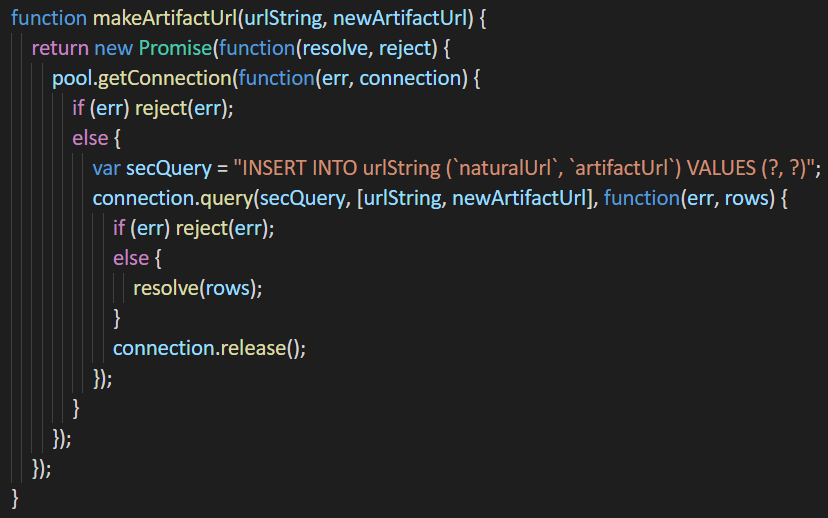 function makeArtifactUrl(urlString, newArtifactUrl) {
return new Promise(function(resolve, reject) {
pool.getConnection(function(err, connection) {
if (err) reject(err);
else {
var secQuery = "INSERT INTO urlString (`naturalUrl`, `artifactUrl`) VALUES (?, ?)";
connection.query(secQuery, [urlString, newArtifactUrl], function(err, rows) {
if (err) reject(err);
else {
resolve(rows);
}
connection.release();
});
}
});
});
}